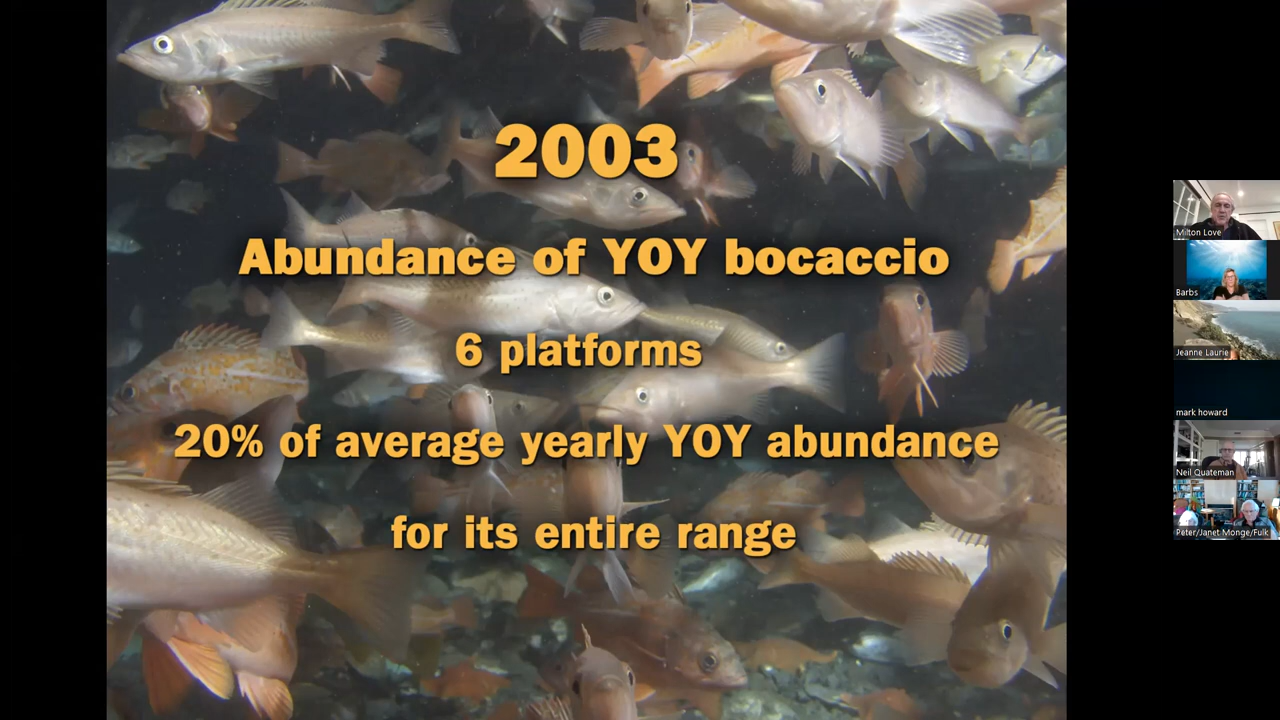 2003
Abundance of YOY bocaccio
6 platforms
20% of average yearly YOY abundance
for its entire range
Milton Love
Barbs
Jeanne Laurie
mark howard
Neil Quateman
Peter/Janet Monge/Fulk